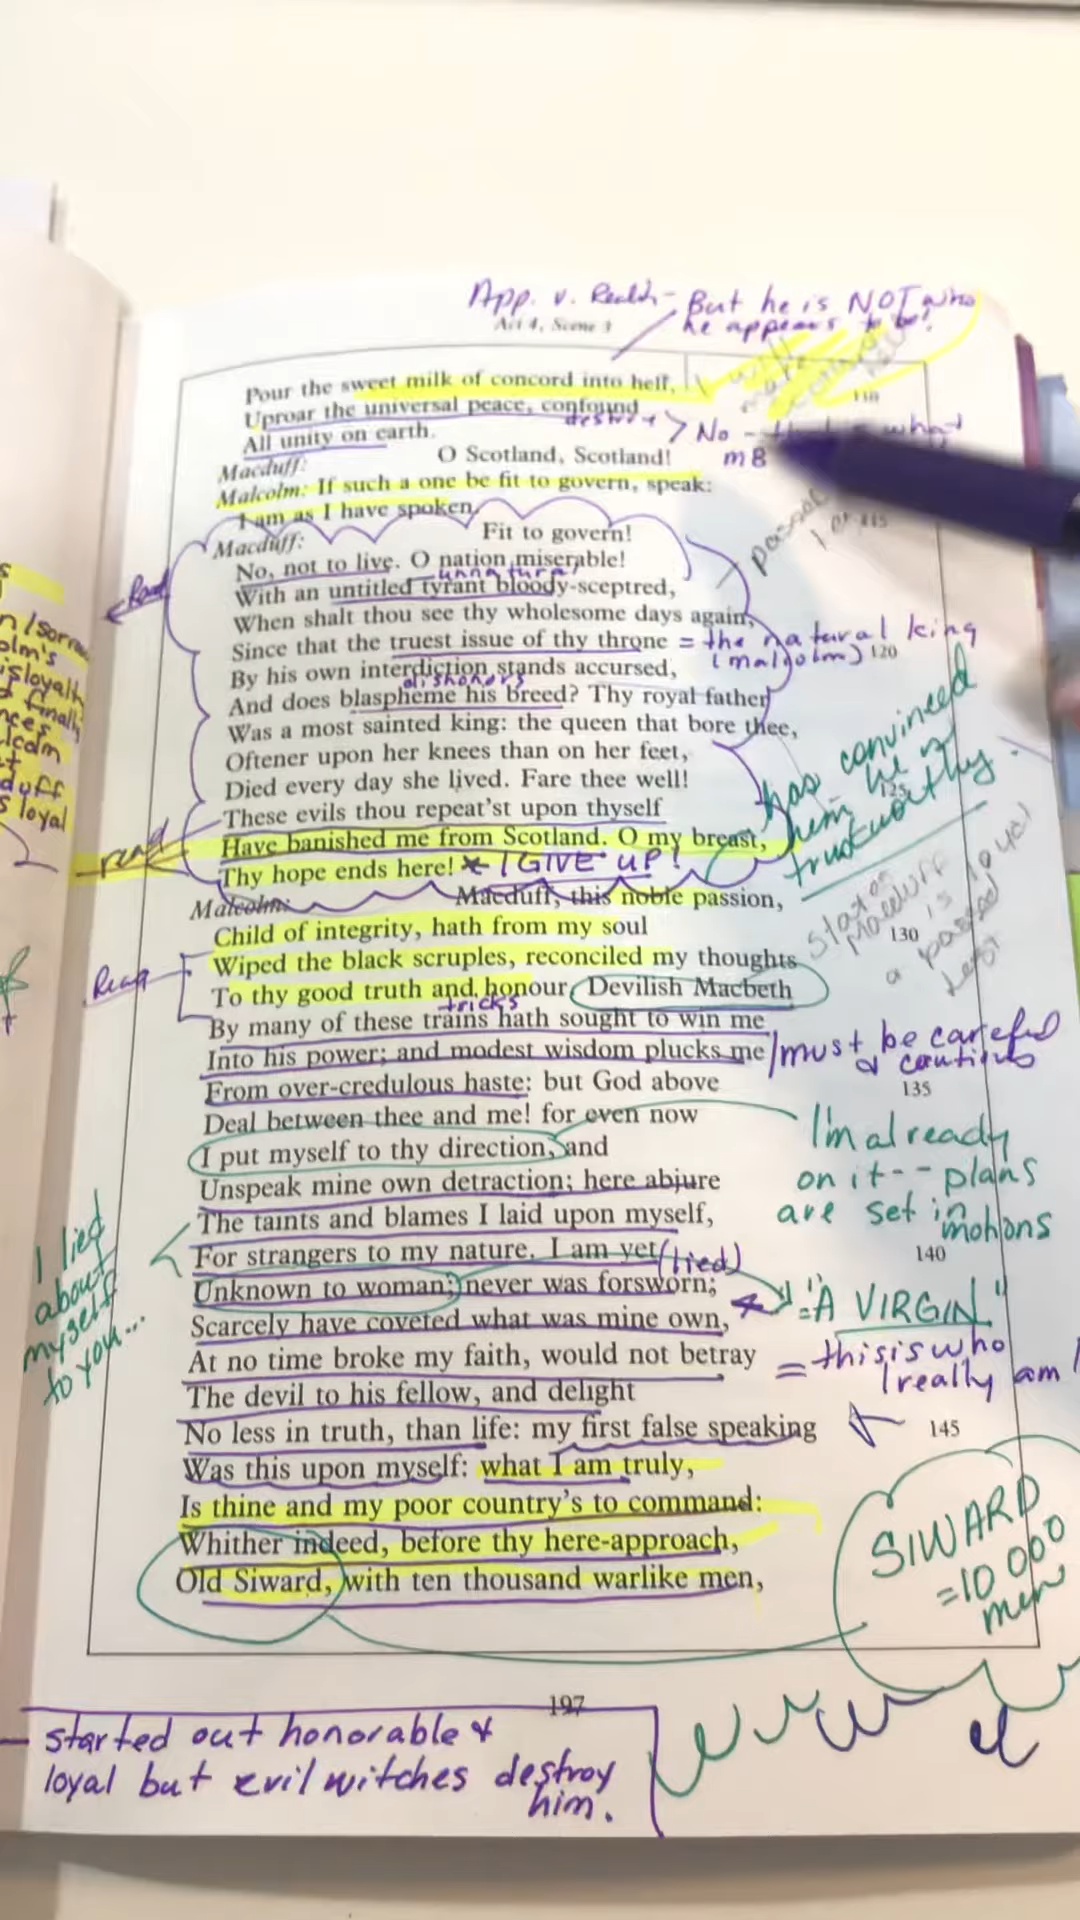 App. v. Reality - But he is NOT who
he appears to be!
Act 4, Scene 3
Pour the sweet milk of concord into hell,
110
Uproar the universal peace, confound
destroy > No - what
All unity on earth.
MB
Macduff: O Scotland, Scotland!
Malcolm: If such a one be fit to govern, speak:
I am as I have spoken.
Macduff: Fit to govern!
No, not to live. O nation miserable!
unnatural
With an untitled tyrant bloody-sceptred,
Read
When shalt thou see thy wholesome days again,
Since that the truest issue of thy throne = the natural king
(Malcolm) 120
By his own interdiction stands accursed,
dishonors
And does blaspheme his breed? Thy royal father
Was a most sainted king: the queen that bore thee,
Oftener upon her knees than on her feet,
Died every day she lived. Fare thee well!
125
has convinced
him he is
trustworthy.
These evils thou repeat'st upon thyself
read
Have banished me from Scotland. O my breast,
Thy hope ends here! I GIVE UP!
Malcolm: Macduff, this noble passion,
Child of integrity, hath from my soul
130
Macduff
is
a passed
Read
Wiped the black scruples, reconciled my thoughts
To thy good truth and honour. Devilish Macbeth
tricks
By many of these trains hath sought to win me
Into his power; and modest wisdom plucks me / must be careful
& cautious
From over-credulous haste: but God above
135
Deal between thee and me! for even now
I put myself to thy direction, and
I'm already
on it -- plans
are set in
motions
Unspeak mine own detraction; here abjure
The taints and blames I laid upon myself,
I lied
about
myself
to you...
For strangers to my nature. I am yet
(lied)
140
Unknown to woman; never was forsworn;
= "A VIRGIN"
Scarcely have coveted what was mine own,
At no time broke my faith, would not betray
= this is who
I really am
The devil to his fellow, and delight
No less in truth, than life: my first false speaking
145
Was this upon myself: what I am truly,
Is thine and my poor country's to command:
Whither indeed, before thy here-approach,
Old Siward, with ten thousand warlike men,
SIWARD
=10 000
men
197
started out honorable &
loyal but evil witches destroy
him.